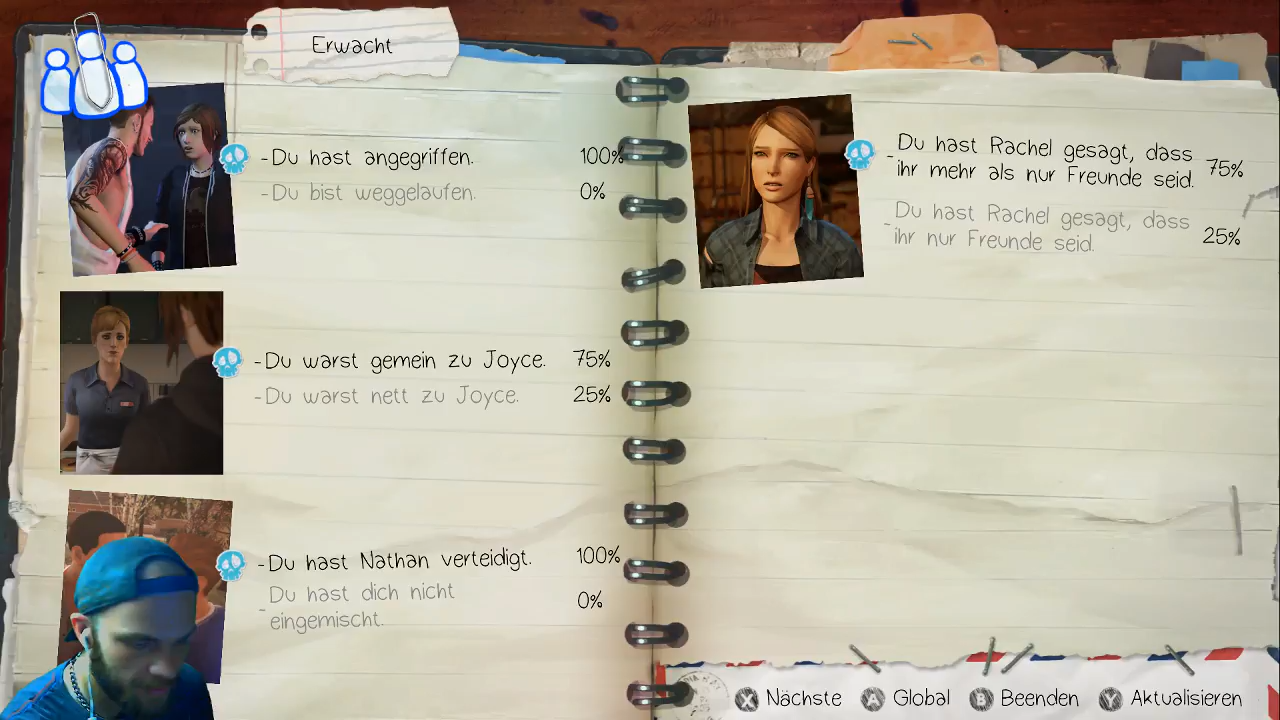 Erwacht
-Du hast angegriffen. 100%
-Du bist weggelaufen. 0%
-Du warst gemein zu Joyce. 75%
-Du warst nett zu Joyce. 25%
-Du hast Nathan verteidigt. 100%
-Du hast dich nicht
eingemischt. 0%
-Du hast Rachel gesagt, dass
ihr mehr als nur Freunde seid. 75%
-Du hast Rachel gesagt, dass
ihr nur Freunde seid. 25%
X Nächste A Global B Beenden Y Aktualisieren